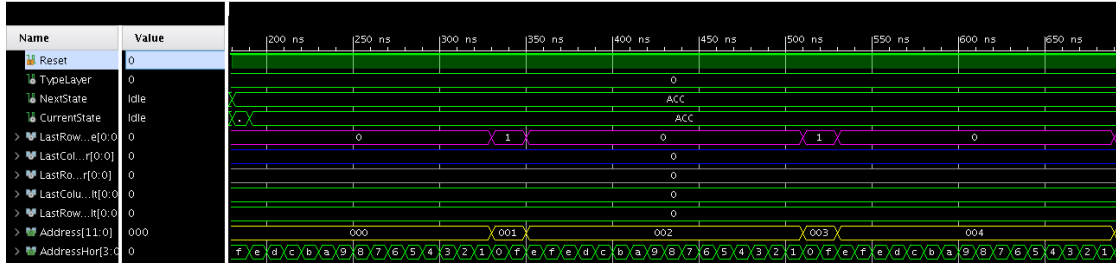 Name Value
200 ns 250 ns 300 ns 350 ns 400 ns 450 ns 500 ns 550 ns 600 ns 650 ns
Reset 0
TypeLayer 0 0
NextState Idle ACC
CurrentState Idle . ACC
LastRow...e[0:0] 0 0 1 0 1 0
LastCol...r[0:0] 0 0
LastRo...r[0:0] 0 0
LastColu...lt[0:0 0 0
LastRow...lt[0:0] 0 0
Address[11:0] 000 000 001 002 003 004
AddressHor[3:0 0 f e d c b a 9 8 7 6 5 4 3 2 1 0 f e f e d c b a 9 8 7 6 5 4 3 2 1 0 f e f e d c b a 9 8 7 6 5 4 3 2 1